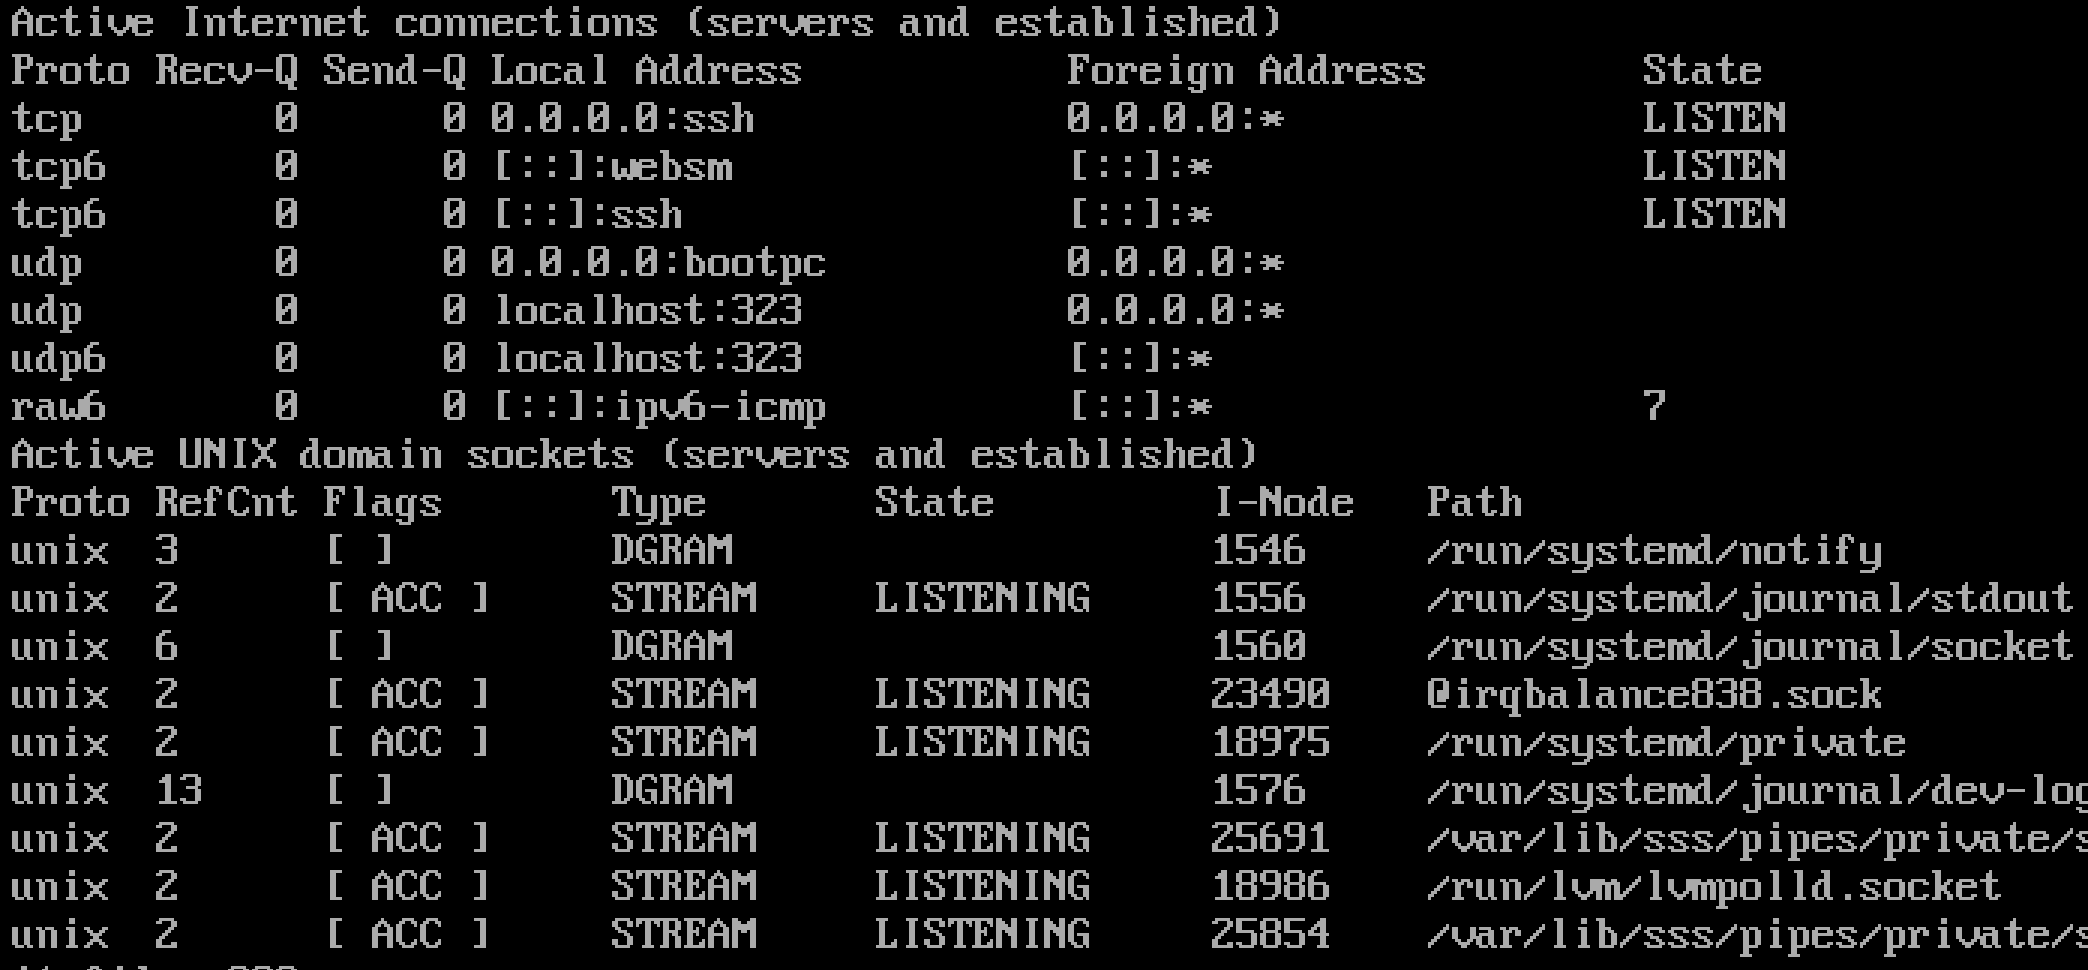 Active Internet connections (servers and established)
Proto Recv-Q Send-Q Local Address           Foreign Address         State
tcp        0      0 0.0.0.0:ssh             0.0.0.0:*               LISTEN
tcp6       0      0 [::]:websm              [::]:*                  LISTEN
tcp6       0      0 [::]:ssh                [::]:*                  LISTEN
udp        0      0 0.0.0.0:bootpc          0.0.0.0:*
udp        0      0 localhost:323           0.0.0.0:*
udp6       0      0 localhost:323           [::]:*
raw6       0      0 [::]:ipv6-icmp          [::]:*                  7
Active UNIX domain sockets (servers and established)
Proto RefCnt Flags       Type       State         I-Node   Path
unix  3      [ ]         DGRAM                    1546     /run/systemd/notify
unix  2      [ ACC ]     STREAM     LISTENING     1556     /run/systemd/journal/stdout
unix  6      [ ]         DGRAM                    1560     /run/systemd/journal/socket
unix  2      [ ACC ]     STREAM     LISTENING     23490    @irqbalance838.sock
unix  2      [ ACC ]     STREAM     LISTENING     18975    /run/systemd/private
unix  13     [ ]         DGRAM                    1576     /run/systemd/journal/dev-log
unix  2      [ ACC ]     STREAM     LISTENING     25691    /var/lib/sss/pipes/private/s
unix  2      [ ACC ]     STREAM     LISTENING     18986    /run/lvm/lvmpolld.socket
unix  2      [ ACC ]     STREAM     LISTENING     25854    /var/lib/sss/pipes/private/s